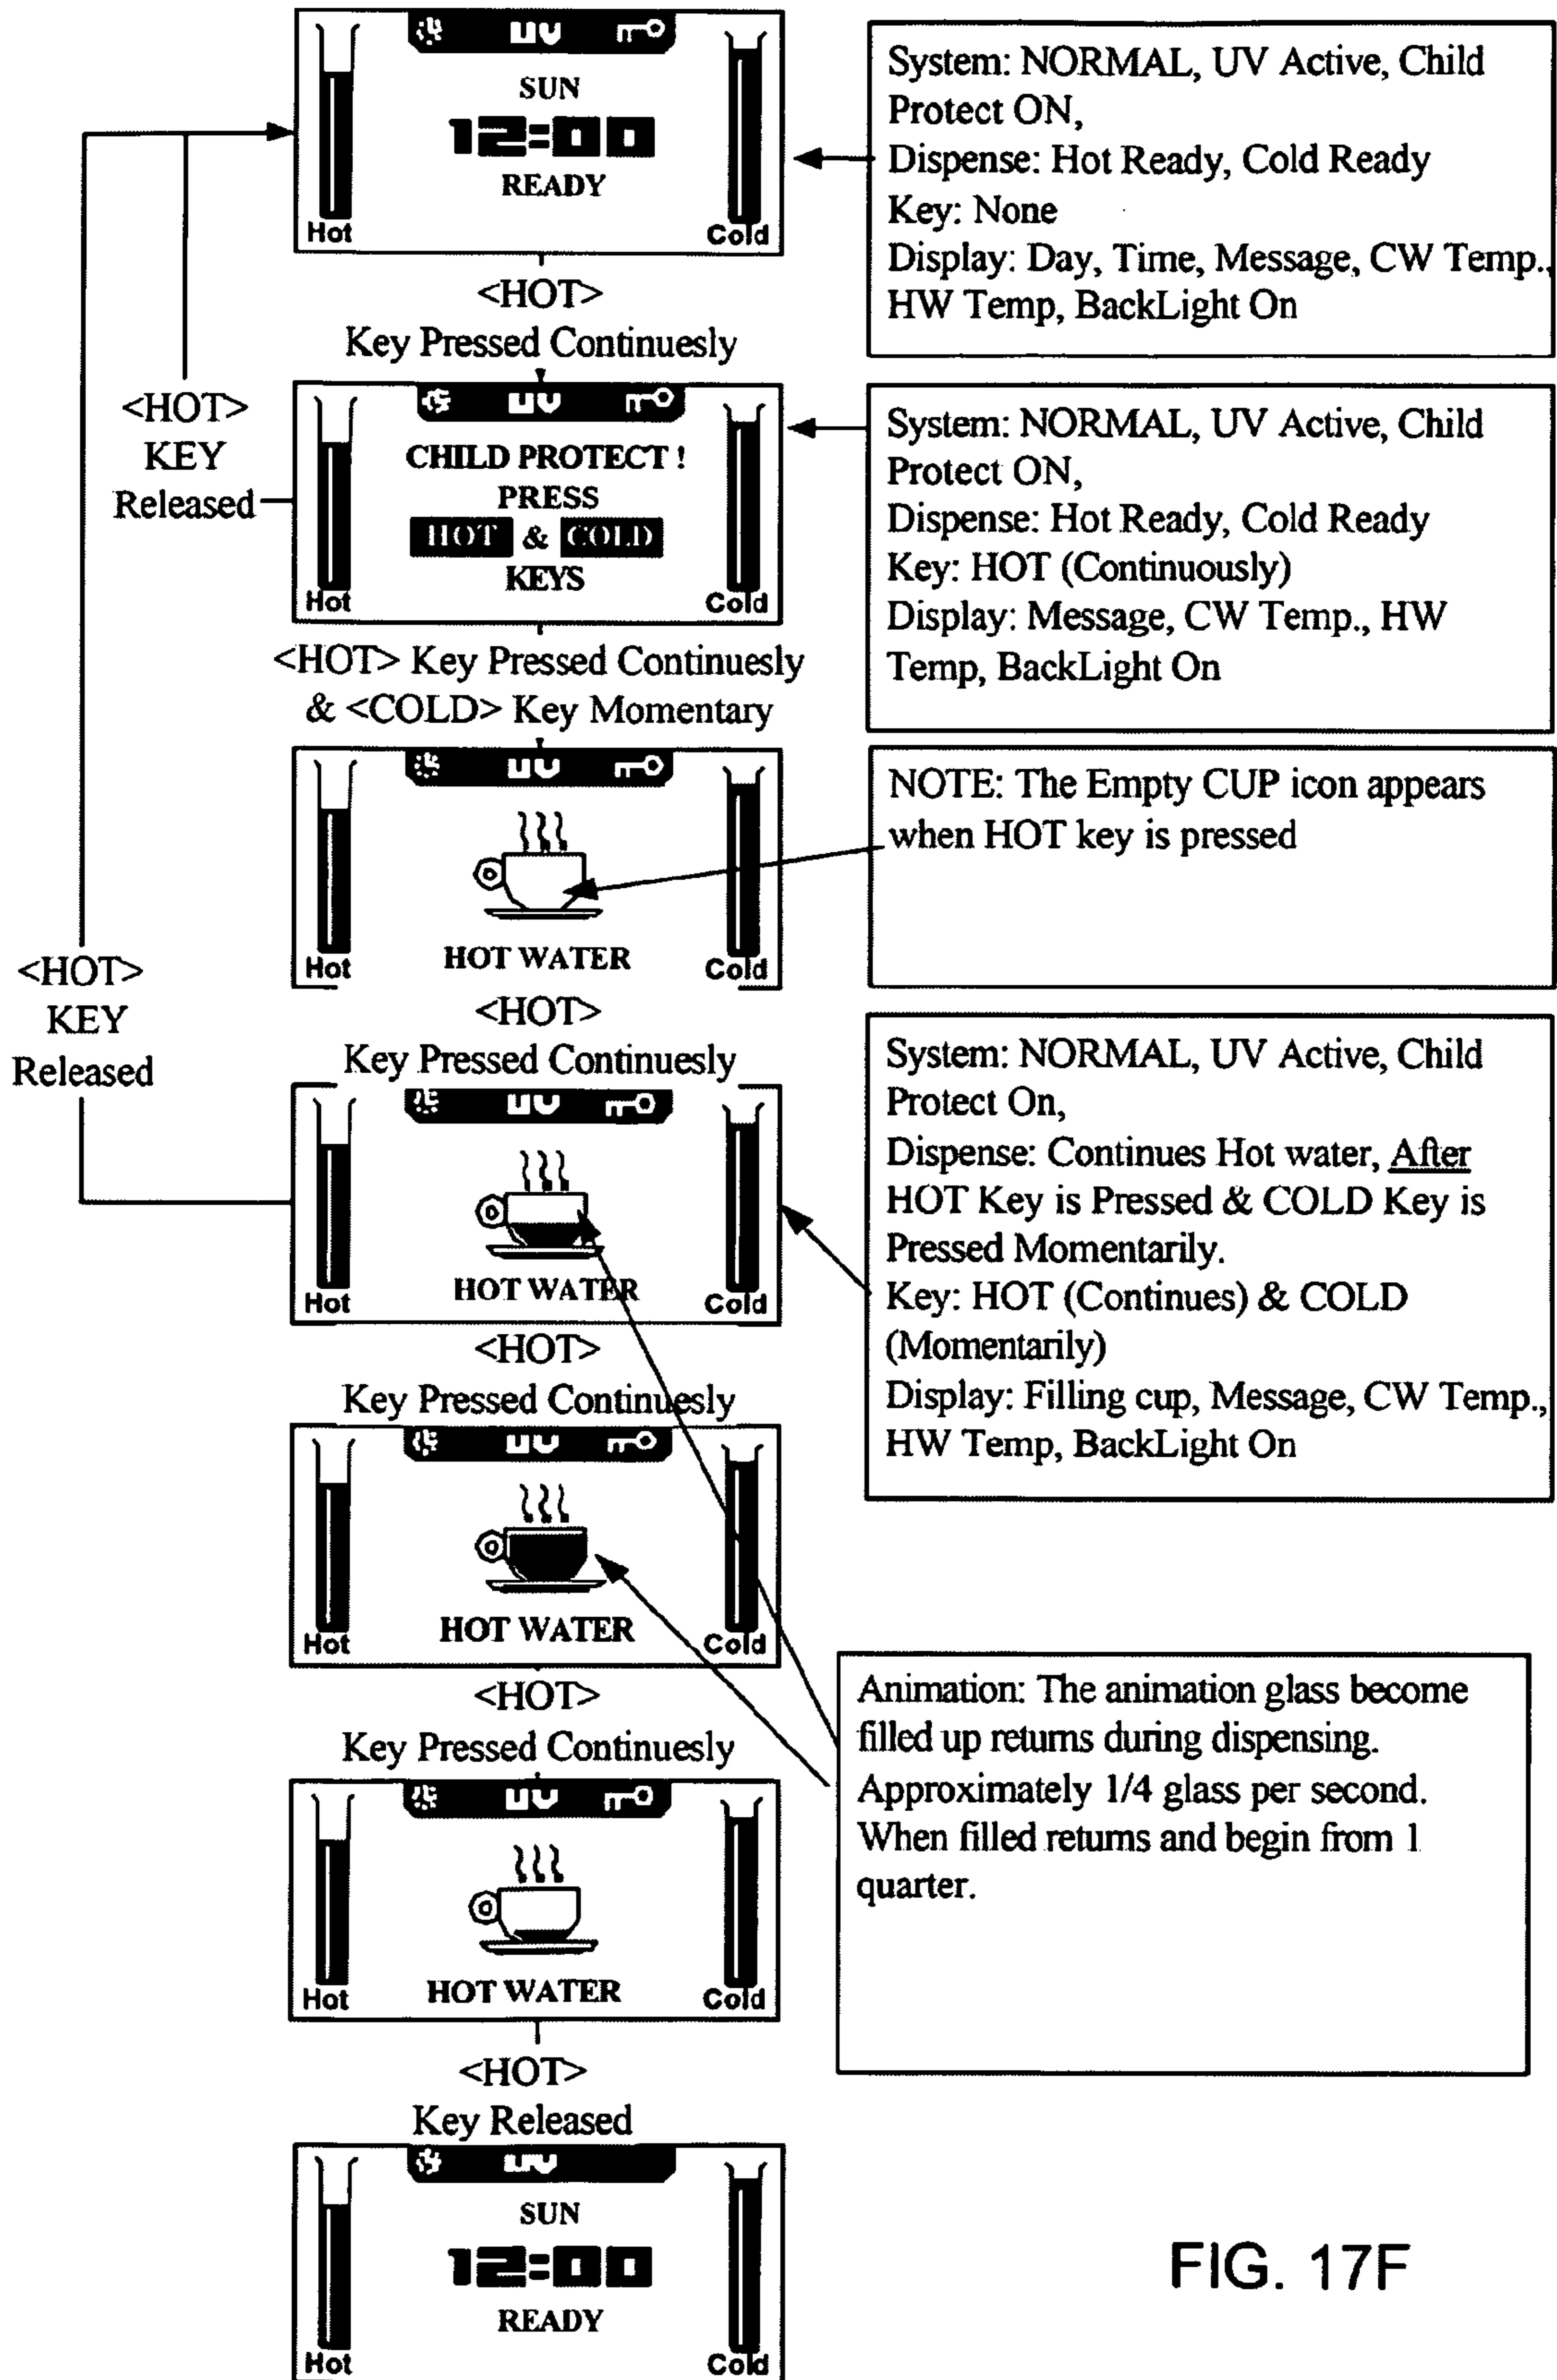 UV
SUN
12:00
READY
Hot
Cold
System: NORMAL, UV Active, Child
Protect ON,
Dispense: Hot Ready, Cold Ready
Key: None
Display: Day, Time, Message, CW Temp.,
HW Temp, BackLight On
<HOT>
Key Pressed Continuesly
<HOT>
KEY
Released
UV
CHILD PROTECT !
PRESS
HOT & COLD
KEYS
Hot
Cold
System: NORMAL, UV Active, Child
Protect ON,
Dispense: Hot Ready, Cold Ready
Key: HOT (Continuously)
Display: Message, CW Temp., HW
Temp, BackLight On
<HOT> Key Pressed Continuesly
& <COLD> Key Momentary
UV
HOT WATER
Hot
Cold
NOTE: The Empty CUP icon appears
when HOT key is pressed
<HOT>
KEY
Released
<HOT>
Key Pressed Continuesly
UV
HOT WATER
Hot
Cold
System: NORMAL, UV Active, Child
Protect On,
Dispense: Continues Hot water, After
HOT Key is Pressed & COLD Key is
Pressed Momentarily.
Key: HOT (Continues) & COLD
(Momentarily)
Display: Filling cup, Message, CW Temp.,
HW Temp, BackLight On
<HOT>
Key Pressed Continuesly
UV
HOT WATER
Hot
Cold
Animation: The animation glass become
filled up returns during dispensing.
Approximately 1/4 glass per second.
When filled returns and begin from 1
quarter.
<HOT>
Key Pressed Continuesly
UV
HOT WATER
Hot
Cold
<HOT>
Key Released
UV
SUN
12:00
READY
Hot
Cold
FIG. 17F